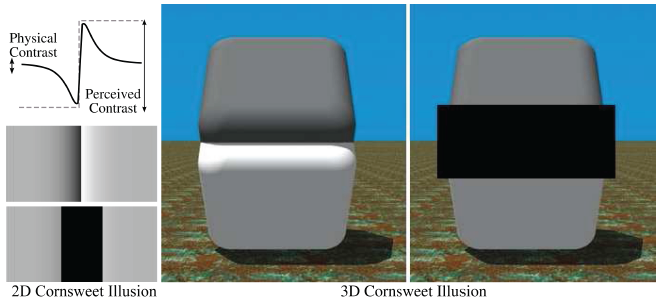 Physical
Contrast
Perceived
Contrast
2D Cornsweet Illusion
3D Cornsweet Illusion